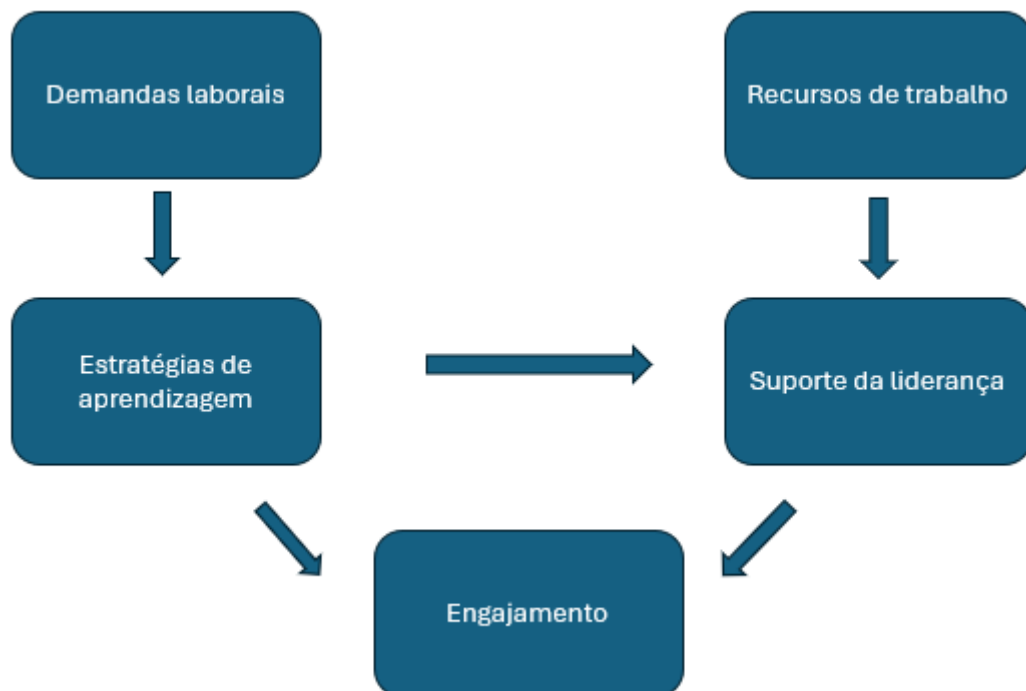 Demandas laborais
Recursos de trabalho
Estratégias de
aprendizagem
Suporte da liderança
Engajamento